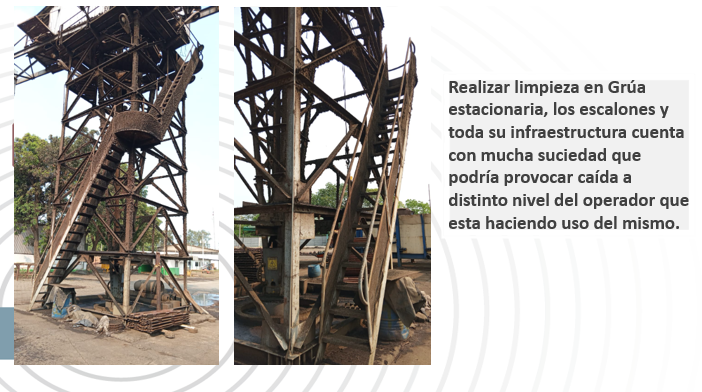 Realizar limpieza en Grúa
estacionaria, los escalones y
toda su infraestructura cuenta
con mucha suciedad que
podría provocar caída a
distinto nivel del operador que
esta haciendo uso del mismo.